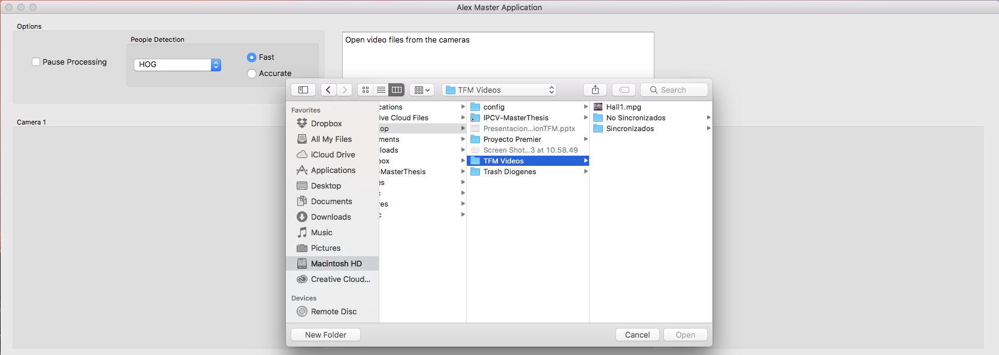 Alex Master Application
Options
People Detection
Pause Processing
HOG
Fast
Accurate
Open video files from the cameras
Camera 1
TFM Videos
Search
Favorites
Dropbox
All My Files
iCloud Drive
Applications
Desktop
Documents
Downloads
Music
Pictures
Macintosh HD
Creative Cloud...
Devices
Remote Disc
cations
ive Cloud Files
top
ments
loads
box
-MasterThesis
es
c
res
c
config
IPCV-MasterThesis
Presentacion...ionTFM.pptx
Proyecto Premier
Screen Shot...3 at 10.58.49
TFM Videos
Trash Diogenes
Hall1.mpg
No Sincronizados
Sincronizados
New Folder
Cancel
Open